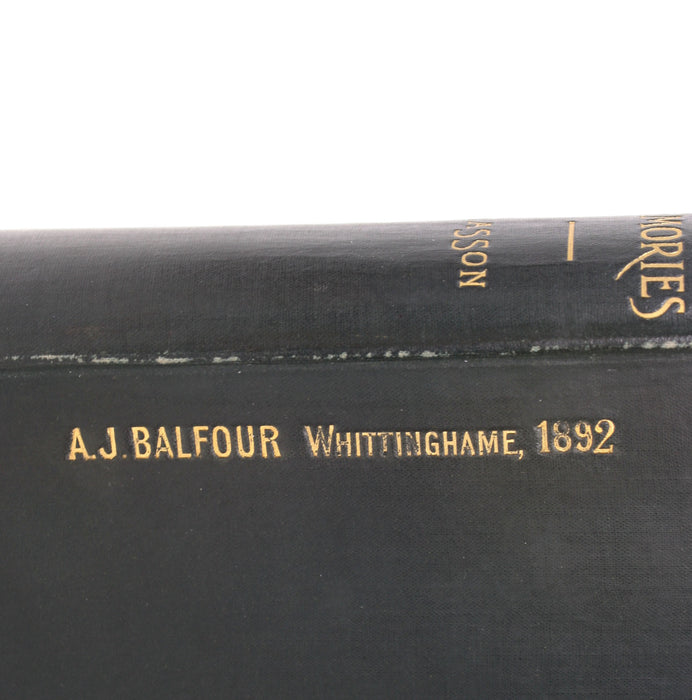 MORIES
ASSON
A.J. BALFOUR WHITTINGHAME, 1892